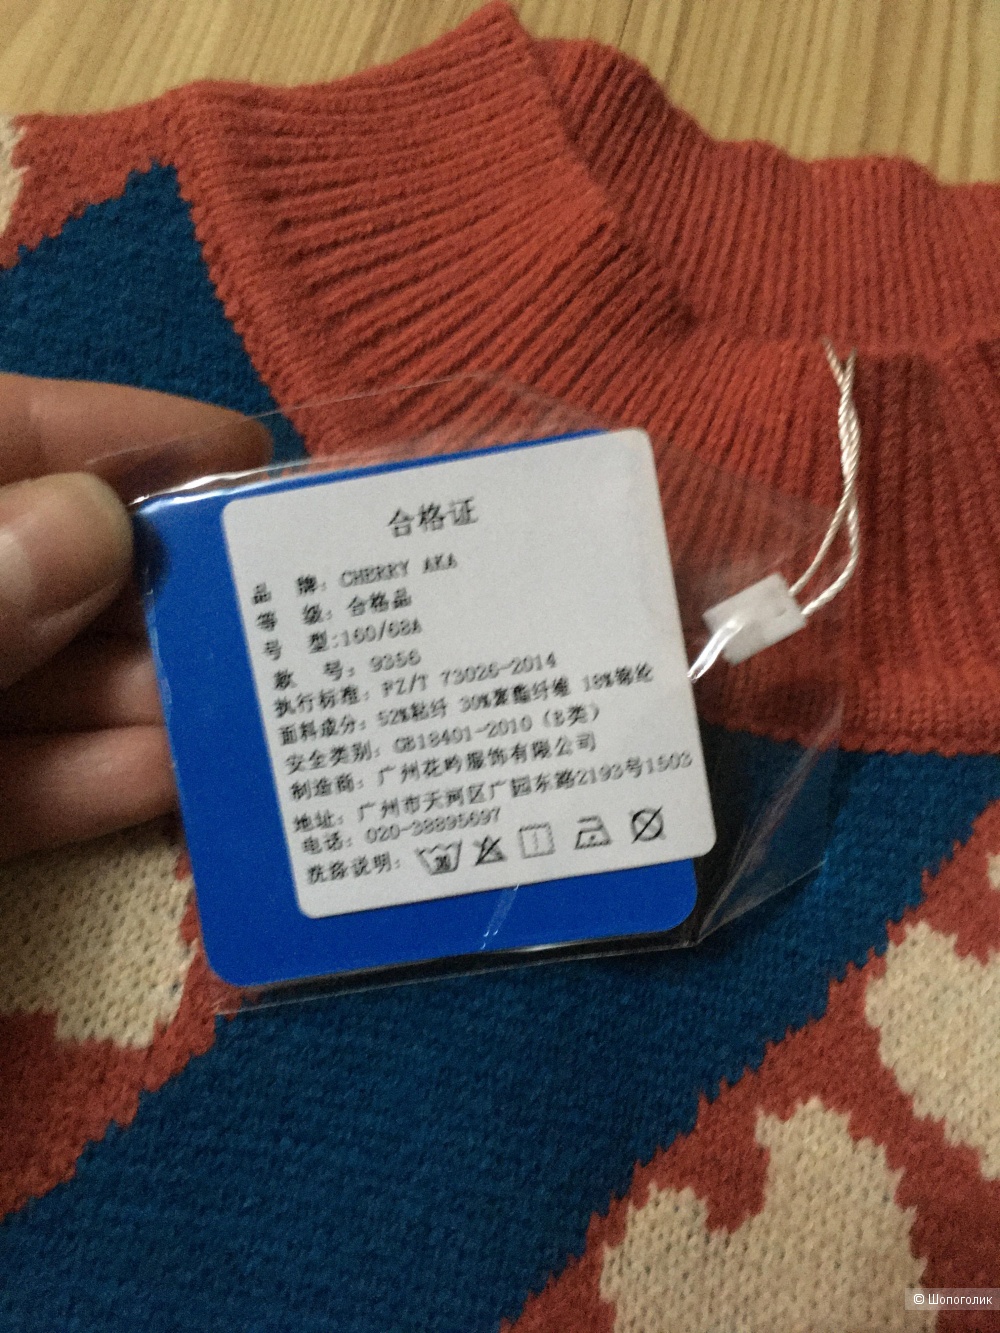 合格证
品 牌: CHERRY AKA
等 级: 合格品
号 型:160/68A
款 号: 9356
执行标准: FZ/T 73026-2014
面料成分: 52%粘纤 30%聚酯纤维 18%锦纶
安全类别: GB18401-2010 (B类)
制造商: 广州花吟服饰有限公司
地址: 广州市天河区广园东路2193号1503
电话: 020-38895697
洗涤说明:
30
© Шопоголик